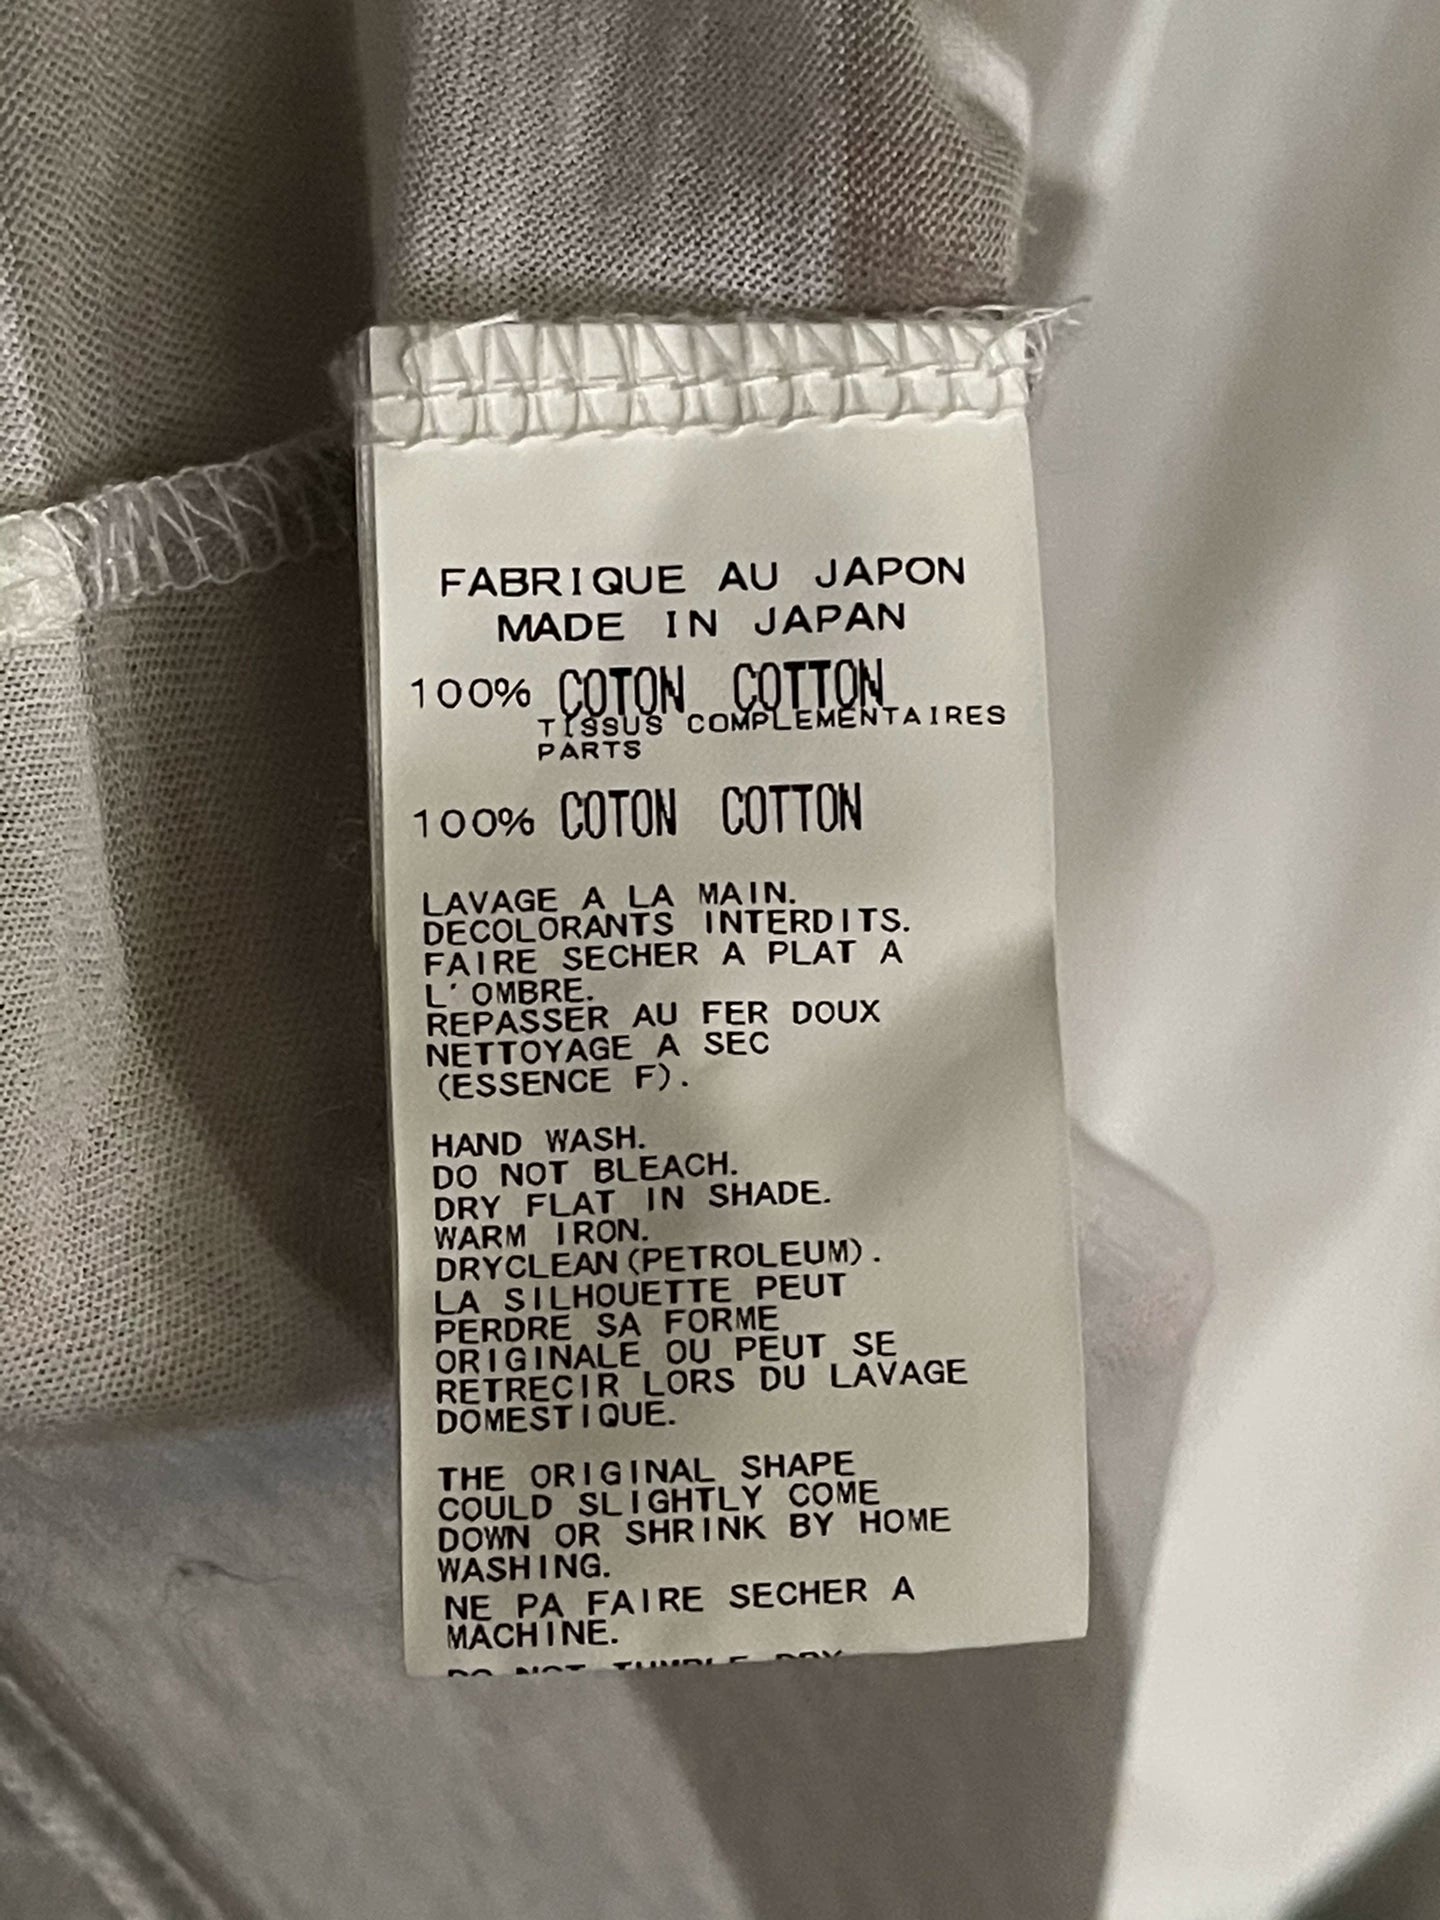 FABRIQUE AU JAPON
MADE IN JAPAN
100% COTON COTTON
TISSUS COMPLEMENTAIRES
PARTS
100% COTON COTTON
LAVAGE A LA MAIN.
DECOLORANTS INTERDITS.
FAIRE SECHER A PLAT A
L'OMBRE.
REPASSER AU FER DOUX
NETTOYAGE A SEC
(ESSENCE F).
HAND WASH.
DO NOT BLEACH.
DRY FLAT IN SHADE.
WARM IRON.
DRYCLEAN(PETROLEUM).
LA SILHOUETTE PEUT
PERDRE SA FORME
ORIGINALE OU PEUT SE
RETRECIR LORS DU LAVAGE
DOMESTIQUE.
THE ORIGINAL SHAPE
COULD SLIGHTLY COME
DOWN OR SHRINK BY HOME
WASHING.
NE PA FAIRE SECHER A
MACHINE.
DO NOT TUMBLE DRY